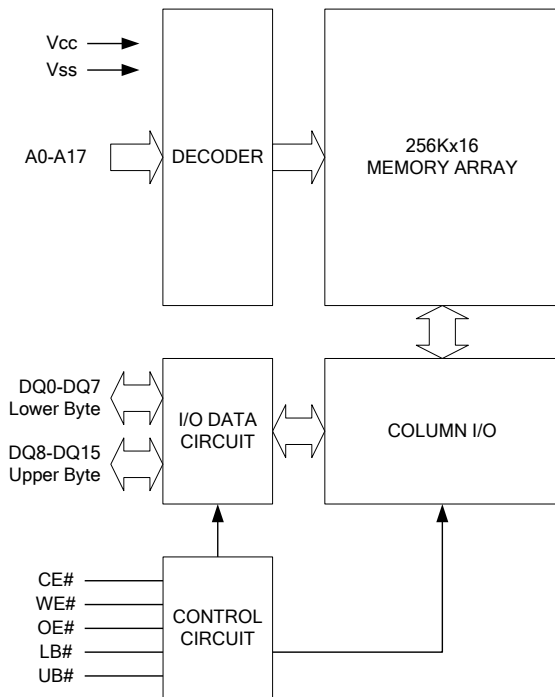 Vcc
Vss
A0-A17
DECODER
256Kx16
MEMORY ARRAY
DQ0-DQ7
Lower Byte
DQ8-DQ15
Upper Byte
I/O DATA
CIRCUIT
COLUMN I/O
CE#
WE#
OE#
LB#
UB#
CONTROL
CIRCUIT